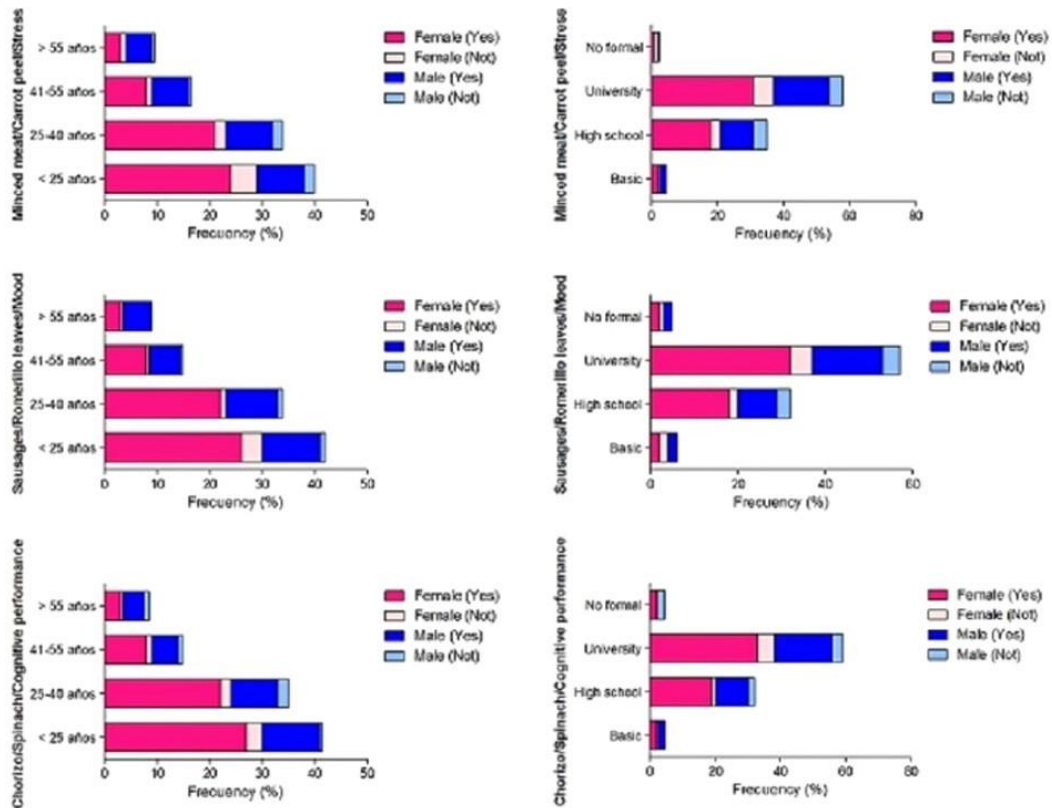 Minced meat/Carrot peel/Stress
> 55 años
41-55 años
25-40 años
< 25 años
0 10 20 30 40 50
Frecuency (%)
Female (Yes)
Female (Not)
Male (Yes)
Male (Not)
Minced meat/Carrot peel/Stress
No formal
University
High school
Basic
0 20 40 60 80
Frecuency (%)
Female (Yes)
Female (Not)
Male (Yes)
Male (Not)
Sausages/Romerillo leaves/Mood
> 55 años
41-55 años
25-40 años
< 25 años
0 10 20 30 40 50
Frecuency (%)
Female (Yes)
Female (Not)
Male (Yes)
Male (Not)
Sausages/Romerillo leaves/Mood
No formal
University
High school
Basic
0 20 40 60
Frecuency (%)
Female (Yes)
Female (Not)
Male (Yes)
Male (Not)
Chorizo/Spinach/Cognitive performance
> 55 años
41-55 años
25-40 años
< 25 años
0 10 20 30 40 50
Frecuency (%)
Female (Yes)
Female (Not)
Male (Yes)
Male (Not)
Chorizo/Spinach/Cognitive performance
No formal
University
High school
Basic
0 20 40 60 80
Frecuency (%)
Female (Yes)
Female (Not)
Male (Yes)
Male (Not)